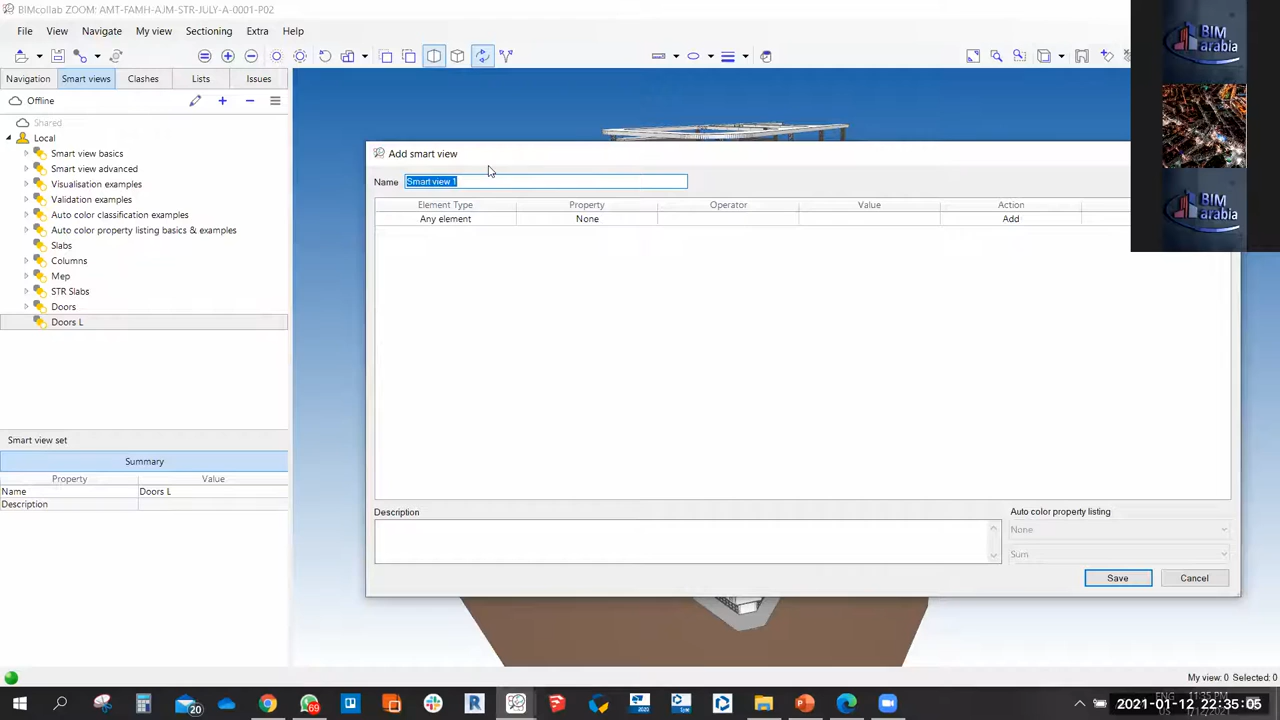 BIMcollab ZOOM: AMT-FAMH-AJM-STR-JULY-A-0001-P02
File View Navigate My view Sectioning Extra Help
Navigation Smart views Clashes Lists Issues
Offline
Shared
Local
Smart view basics
Smart view advanced
Visualisation examples
Validation examples
Auto color classification examples
Auto color property listing basics & examples
Slabs
Columns
Mep
STR Slabs
Doors
Doors L
Smart view set
Summary
Property Value
Name Doors L
Description
Add smart view
Name Smart view 1
Element Type Property Operator Value Action
Any element None Add
Description
Auto color property listing
None
Sum
Save Cancel
BIM
arabia
BIM
arabia
My view: 0 Selected: 0
20
69
2021-01-12 22:35:05